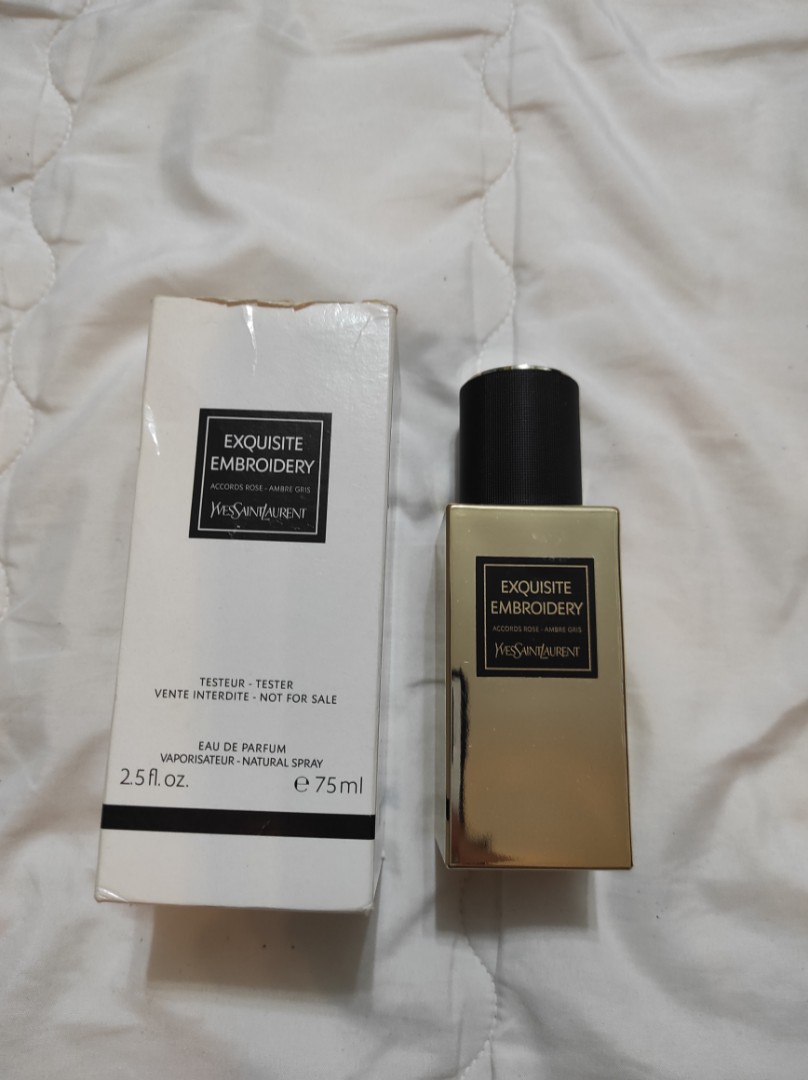 EXQUISITE
EMBROIDERY
ACCORDS ROSE - AMBRE GRIS
YVESSAINTLAURENT
TESTEUR - TESTER
VENTE INTERDITE - NOT FOR SALE
EAU DE PARFUM
VAPORISATEUR - NATURAL SPRAY
2.5 fl. oz. ℮ 75 ml
EXQUISITE
EMBROIDERY
ACCORDS ROSE - AMBRE GRIS
YVESSAINTLAURENT